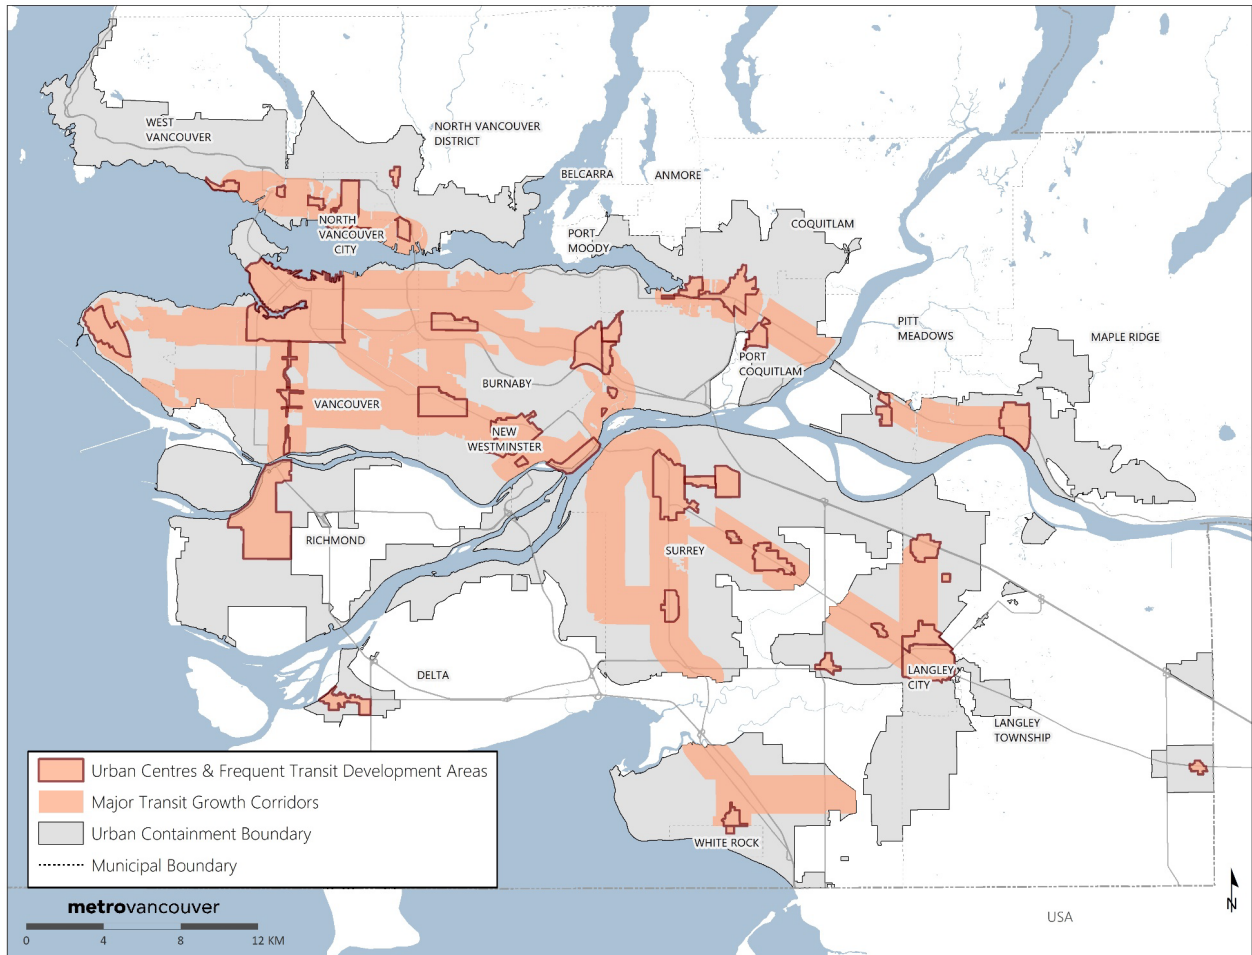 WEST
VANCOUVER
NORTH VANCOUVER
DISTRICT
BELCARRA
ANMORE
NORTH
VANCOUVER
CITY
PORT
MOODY
COQUITLAM
PITT
MEADOWS
MAPLE RIDGE
PORT
COQUITLAM
BURNABY
VANCOUVER
NEW
WESTMINSTER
RICHMOND
SURREY
DELTA
LANGLEY
CITY
LANGLEY
TOWNSHIP
WHITE ROCK
USA
Urban Centres & Frequent Transit Development Areas
Major Transit Growth Corridors
Urban Containment Boundary
Municipal Boundary
metrovancouver
0 4 8 12 KM
N